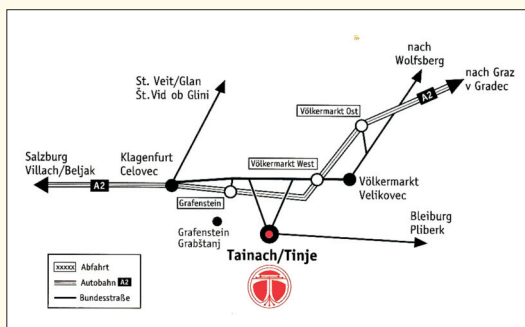 nach
Wolfsberg
nach Graz
v Gradec
A2
St. Veit/Glan
Št. Vid ob Glini
Völkermarkt Ost
Salzburg
Villach/Beljak
A2
Klagenfurt
Celovec
Völkermarkt West
Völkermarkt
Velikovec
Grafenstein
Grafenstein
Grabštanj
Bleiburg
Pliberk
Tainach/Tinje
xxxxx Abfahrt
Autobahn A2
Bundesstraße